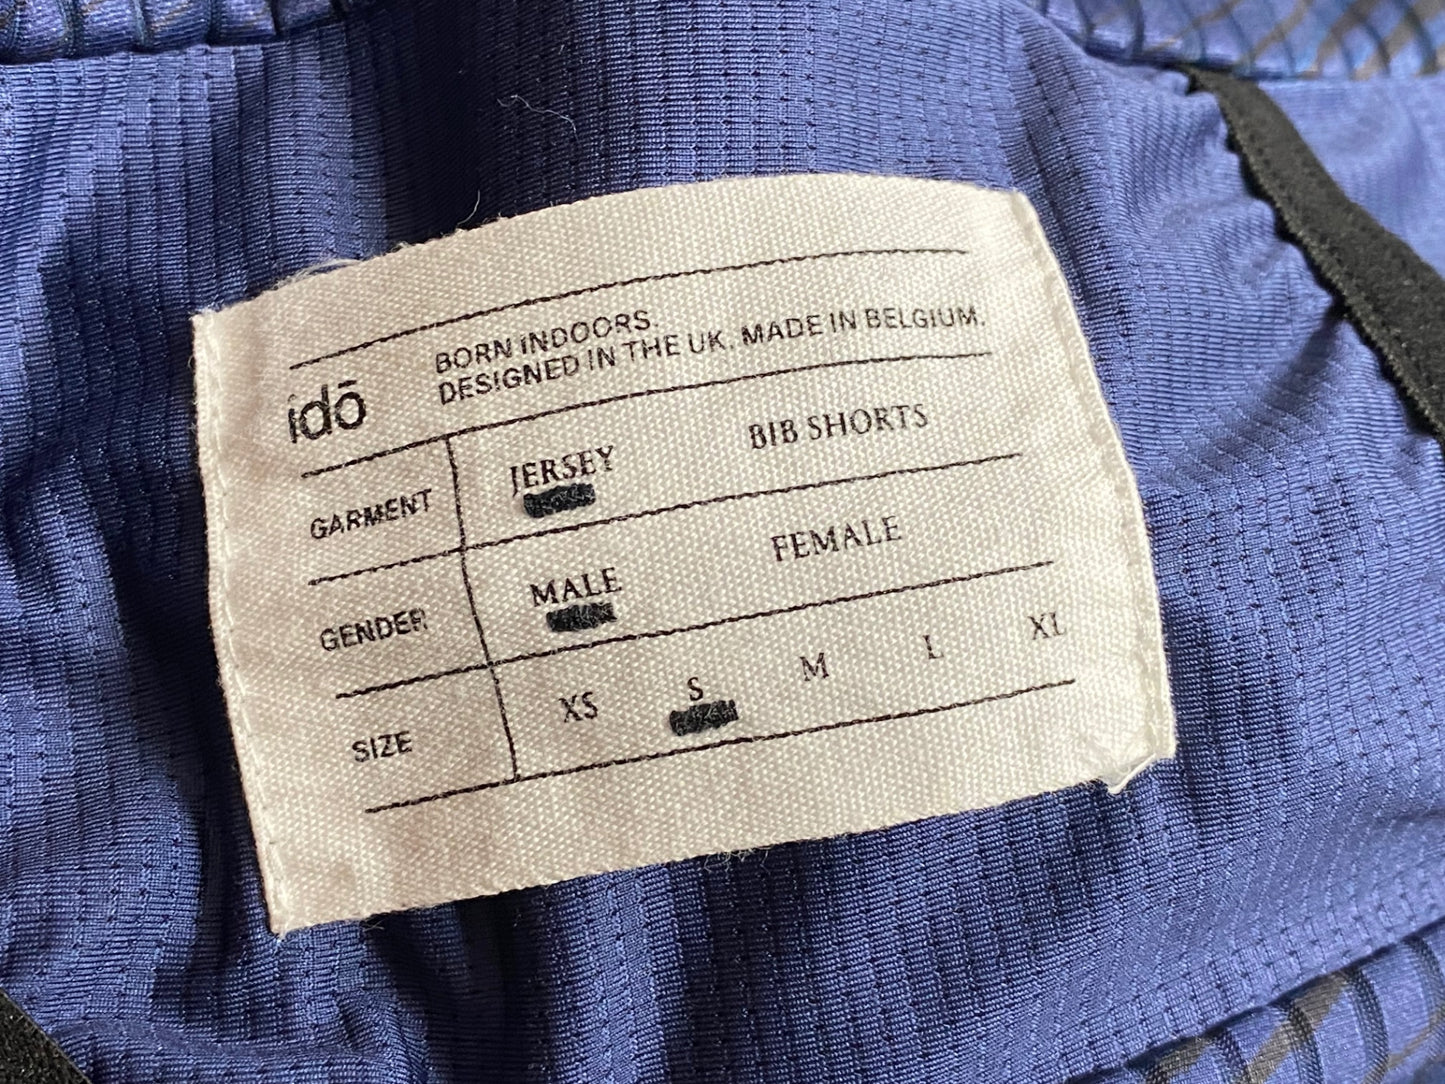 idō
BORN INDOORS.
DESIGNED IN THE UK. MADE IN BELGIUM.
GARMENT JERSEY BIB SHORTS
GENDER MALE FEMALE
SIZE XS S M L XL